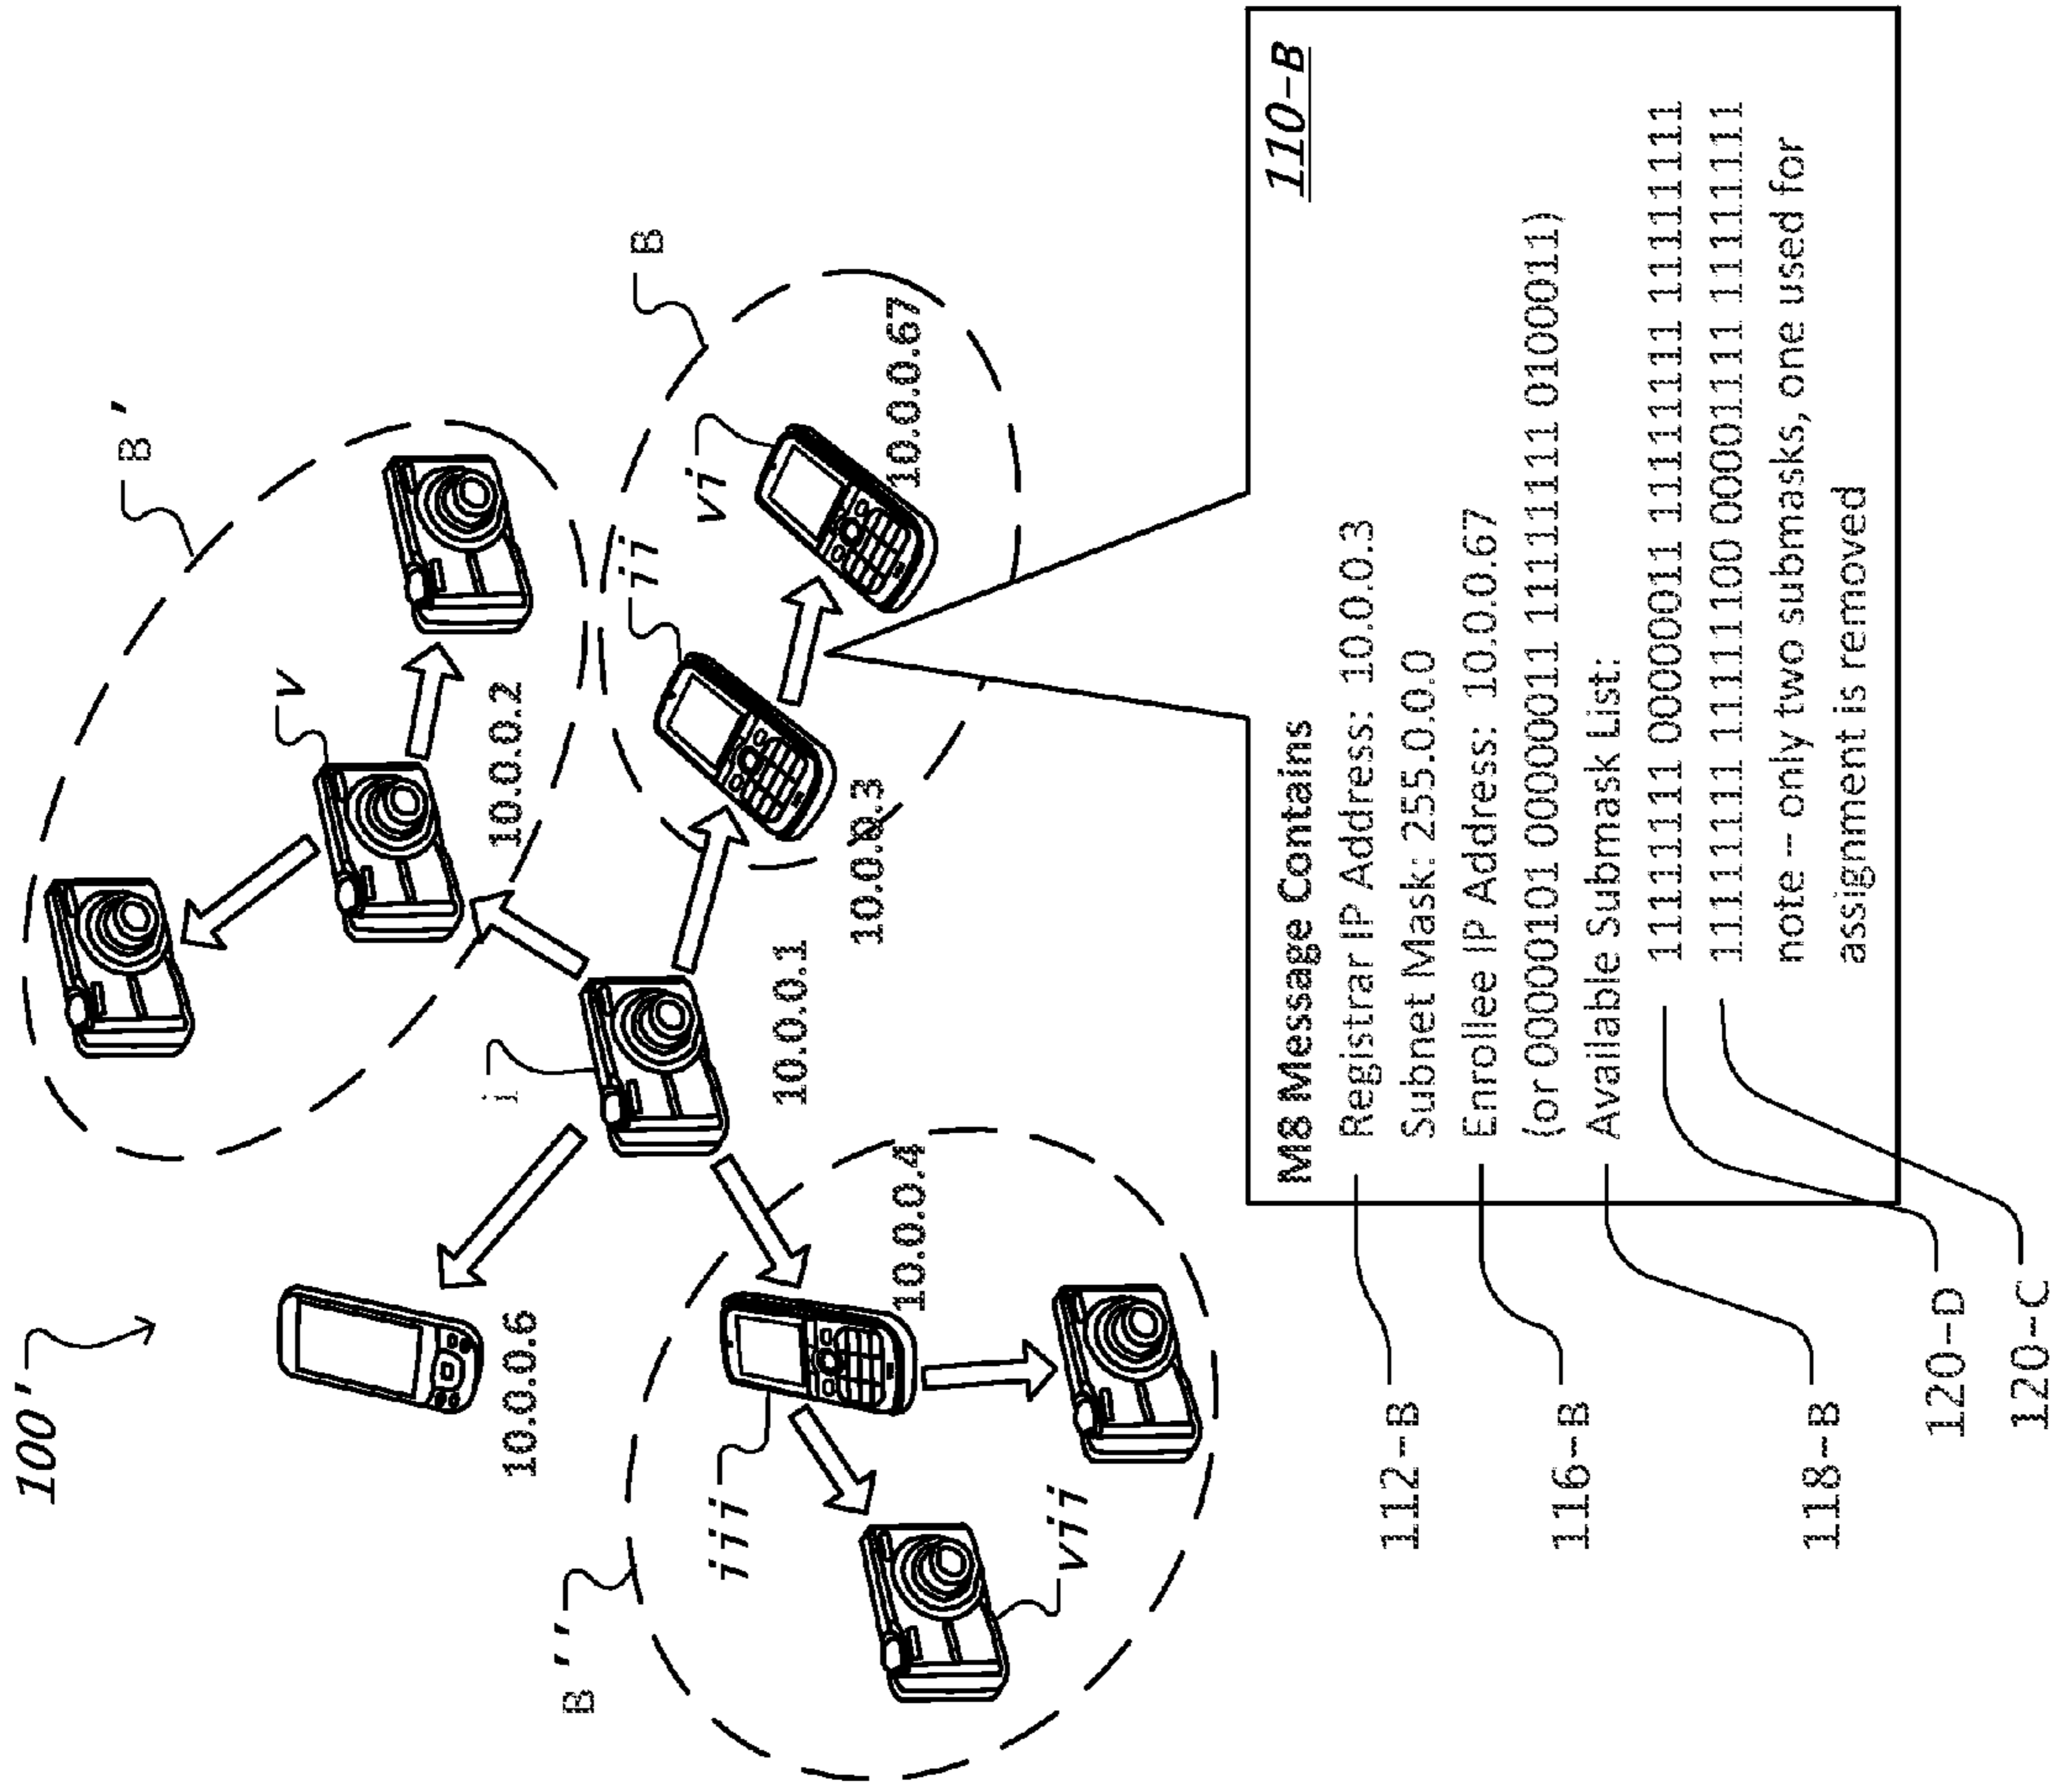 100'
B'
v
i
10.0.0.2
10.0.0.6
B''
ii
B
vi
iii
10.0.0.1
10.0.0.3
10.0.0.4
10.0.0.67
vii
110-B
M8 Message Contains
112-B
Registrar IP Address: 10.0.0.3
Subnet Mask: 255.0.0.0
116-B
Enrollee IP Address: 10.0.0.67
(or 00000101 00000011 11111111 01000011)
118-B
Available Submask List:
11111111 00000011 11111111 11111111
11111111 11111100 00001111 11111111
note -- only two submasks, one used for
assignment is removed
120-D
120-C